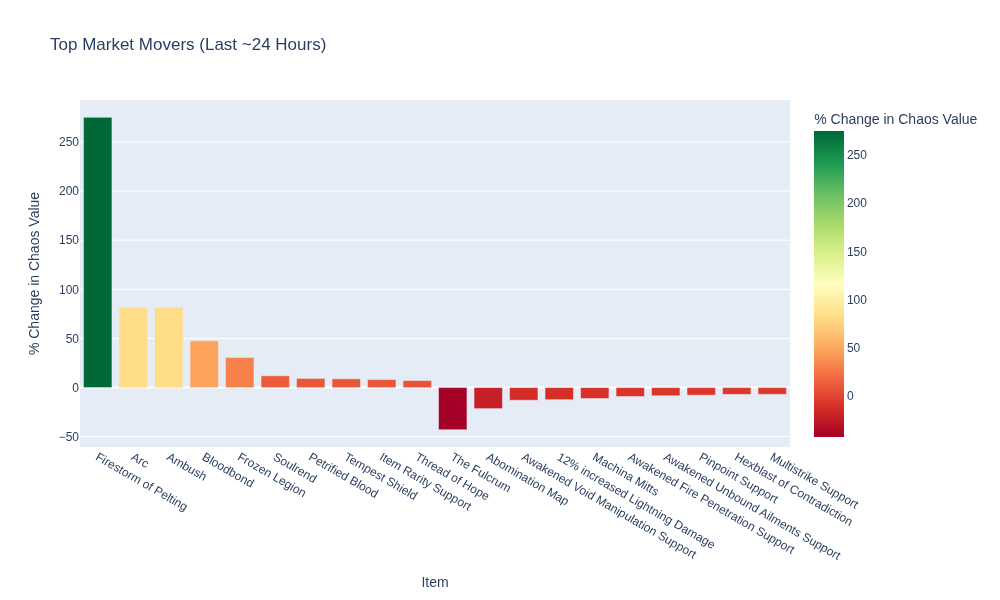 Top Market Movers (Last ~24 Hours)
% Change in Chaos Value
250
200
150
100
50
0
−50
Firestorm of Pelting
Arc
Ambush
Bloodbond
Frozen Legion
Soulrend
Petrified Blood
Tempest Shield
Item Rarity Support
Thread of Hope
The Fulcrum
Abomination Map
Awakened Void Manipulation Support
12% increased Lightning Damage
Machina Mitts
Awakened Fire Penetration Support
Awakened Unbound Ailments Support
Pinpoint Support
Hexblast of Contradiction
Multistrike Support
Item
% Change in Chaos Value
250
200
150
100
50
0